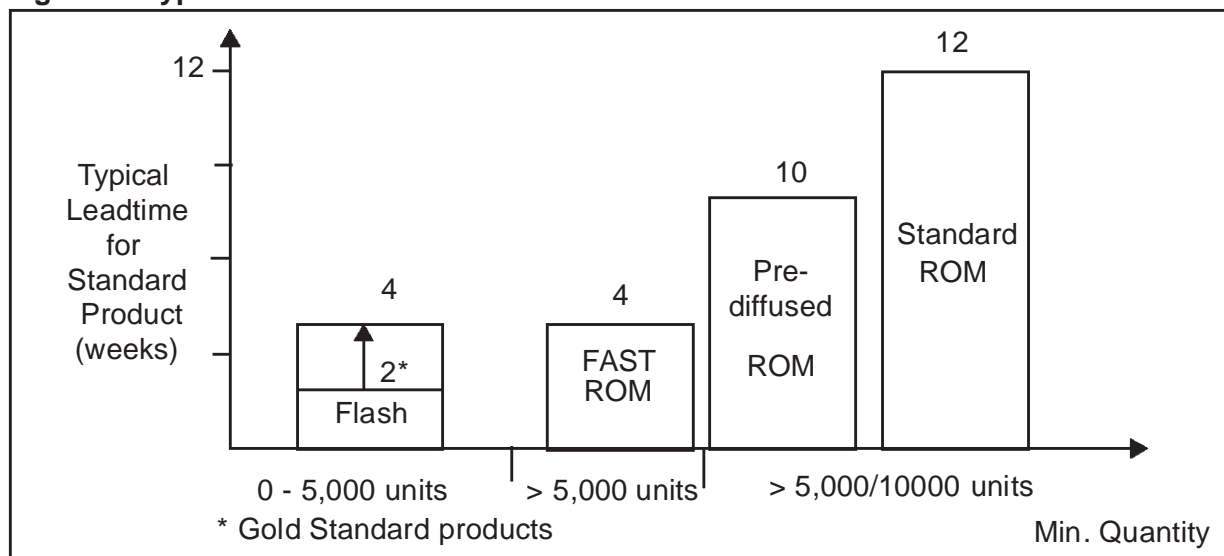 12
12
10
Typical
Leadtime
for
Standard
Product
(weeks)
4
4
2*
Flash
FAST
ROM
Pre-
diffused
ROM
Standard
ROM
0 - 5,000 units
> 5,000 units
> 5,000/10000 units
* Gold Standard products
Min. Quantity